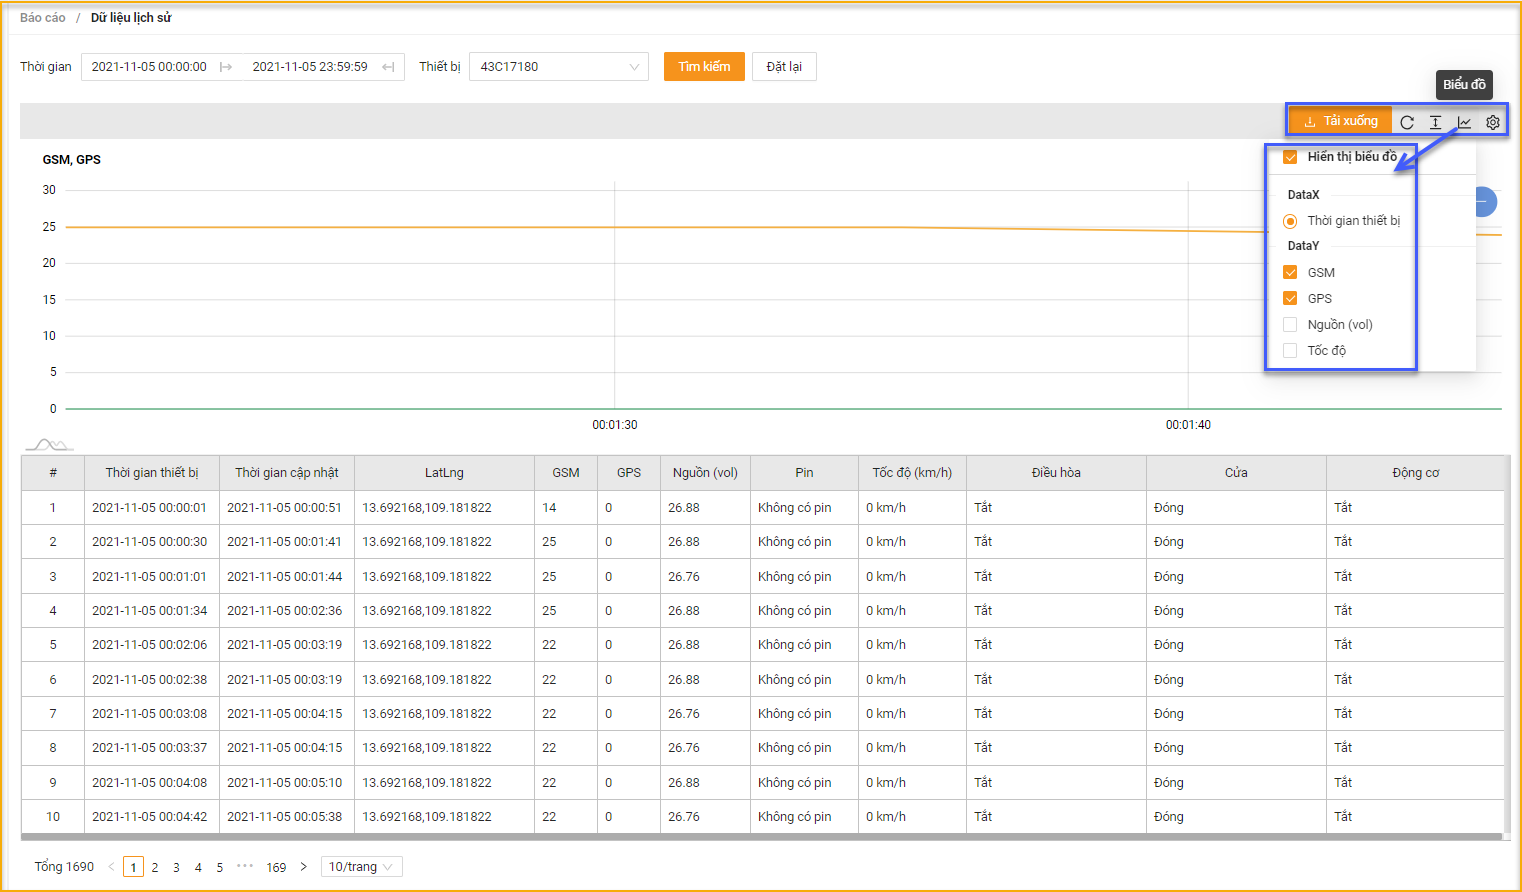 Báo cáo / Dữ liệu lịch sử
Thời gian 2021-11-05 00:00:00 2021-11-05 23:59:59 Thiết bị 43C17180 Tìm kiếm Đặt lại
Biểu đồ
Tải xuống
GSM, GPS
Hiển thị biểu đồ
DataX
Thời gian thiết bị
DataY
GSM
GPS
Nguồn (vol)
Tốc độ
30
25
20
15
10
5
0
00:01:30 00:01:40
# Thời gian thiết bị Thời gian cập nhật LatLng GSM GPS Nguồn (vol) Pin Tốc độ (km/h) Điều hòa Cửa Động cơ
1 2021-11-05 00:00:01 2021-11-05 00:00:51 13.692168,109.181822 14 0 26.88 Không có pin 0 km/h Tắt Đóng Tắt
2 2021-11-05 00:00:30 2021-11-05 00:01:41 13.692168,109.181822 25 0 26.88 Không có pin 0 km/h Tắt Đóng Tắt
3 2021-11-05 00:01:01 2021-11-05 00:01:44 13.692168,109.181822 25 0 26.76 Không có pin 0 km/h Tắt Đóng Tắt
4 2021-11-05 00:01:34 2021-11-05 00:02:36 13.692168,109.181822 25 0 26.88 Không có pin 0 km/h Tắt Đóng Tắt
5 2021-11-05 00:02:06 2021-11-05 00:03:19 13.692168,109.181822 22 0 26.88 Không có pin 0 km/h Tắt Đóng Tắt
6 2021-11-05 00:02:38 2021-11-05 00:03:19 13.692168,109.181822 22 0 26.88 Không có pin 0 km/h Tắt Đóng Tắt
7 2021-11-05 00:03:08 2021-11-05 00:04:15 13.692168,109.181822 22 0 26.76 Không có pin 0 km/h Tắt Đóng Tắt
8 2021-11-05 00:03:37 2021-11-05 00:04:15 13.692168,109.181822 22 0 26.76 Không có pin 0 km/h Tắt Đóng Tắt
9 2021-11-05 00:04:08 2021-11-05 00:05:10 13.692168,109.181822 22 0 26.88 Không có pin 0 km/h Tắt Đóng Tắt
10 2021-11-05 00:04:42 2021-11-05 00:05:38 13.692168,109.181822 22 0 26.76 Không có pin 0 km/h Tắt Đóng Tắt
Tổng 1690 < 1 2 3 4 5 ••• 169 > 10/trang